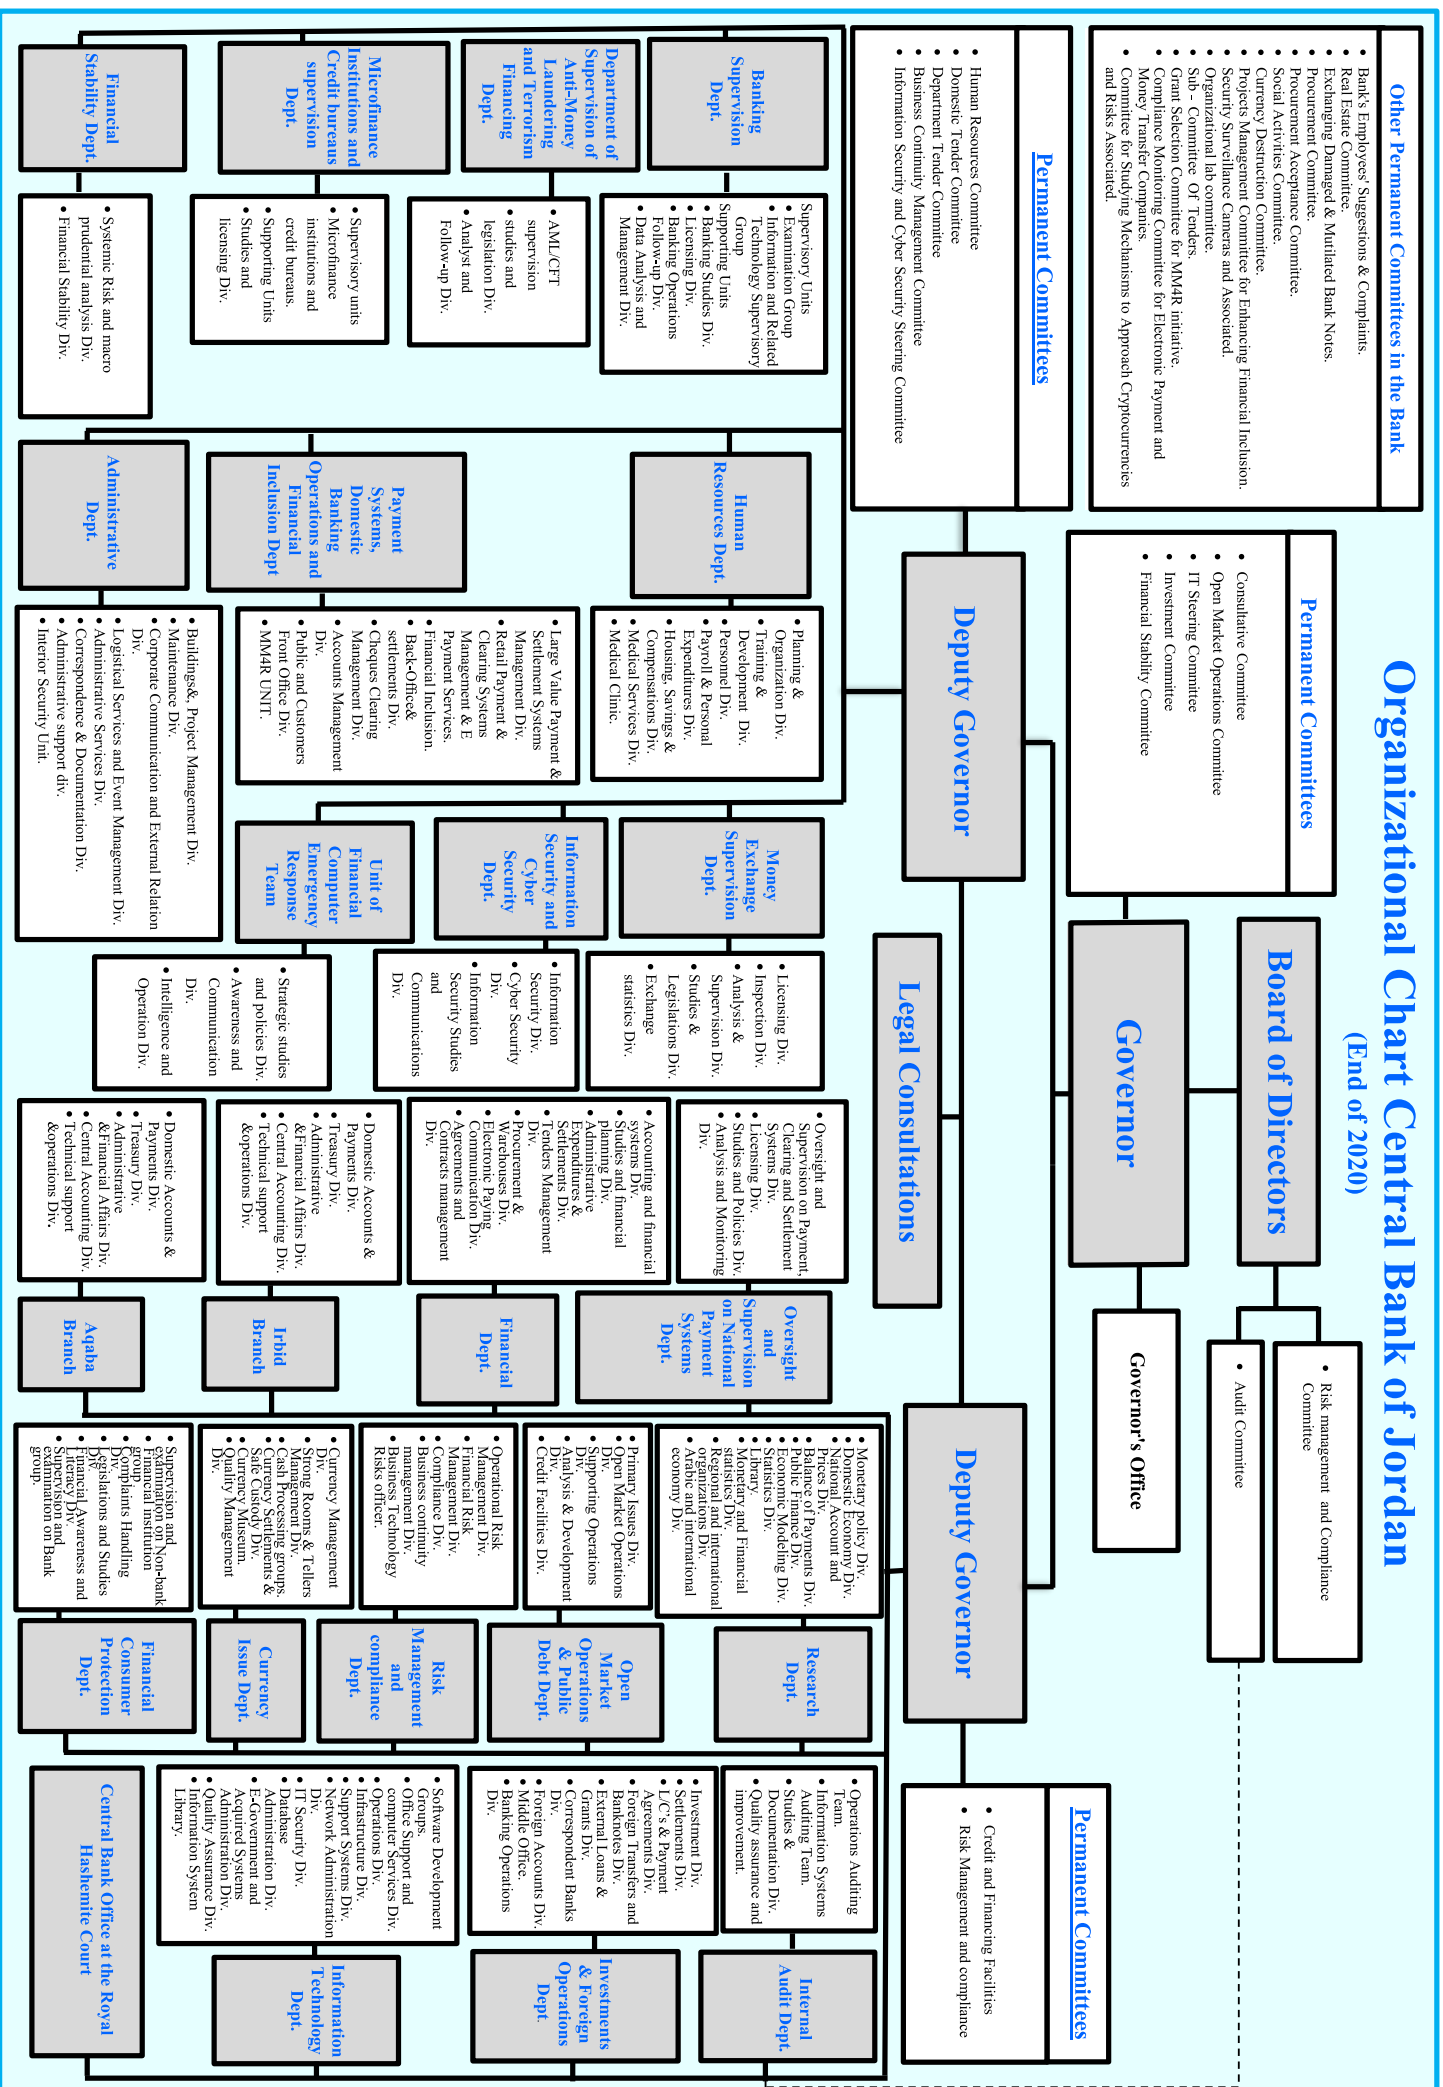 Organizational Chart Central Bank of Jordan
(End of 2020)
Other Permanent Committees in the Bank
• Bank's Employees' Suggestions & Complaints.
• Real Estate Committee.
• Exchanging Damaged & Mutilated Bank Notes.
• Procurement Committee.
• Procurement Acceptance Committee.
• Social Activities Committee.
• Currency Destruction Committee.
• Projects Management Committee for Enhancing Financial Inclusion.
• Security Surveillance Cameras and Associated.
• Organizational lab committee.
• Sub - Committee Of Tenders.
• Grant Selection Committee for MM4R initiative.
• Compliance Monitoring Committee for Electronic Payment and
Money Transfer Companies.
• Committee for Studying Mechanisms to Approach Cryptocurrencies
and Risks Associated.
Permanent Committees
• Consultative Committee
• Open Market Operations Committee
• IT Steering Committee
• Investment Committee
• Financial Stability Committee
Board of Directors
• Risk management and Compliance
Committee
• Audit Committee
Governor
Governor's Office
Permanent Committees
• Human Resources Committee
• Domestic Tender Committee
• Department Tender Committee
• Business Continuity Management Committee
• Information Security and Cyber Security Steering Committee
Deputy Governor
Legal Consultations
Deputy Governor
Permanent Committees
• Credit and Financing Facilities
• Risk Management and compliance
Banking
Supervision
Dept.
Supervisory Units
• Examination Group
• Information and Related
Technology Supervisory
Group
Supporting Units
• Banking Studies Div.
• Licensing Div.
• Banking Operations
Follow-up Div.
• Data Analysis and
Management Div.
Department of
Supervision of
Anti-Money
Laundering
and Terrorism
Financing
Dept.
• AML/CFT
supervision
• studies and
legislation Div.
• Analyst and
Follow-up Div.
Microfinance
Institutions and
Credit bureaus
supervision
Dept.
• Supervisory units
• Microfinance
institutions and
credit bureaus.
• Supporting Units
• Studies and
licensing Div.
Financial
Stability Dept.
• Systemic Risk and macro
prudential analysis Div.
• Financial Stability Div.
Human
Resources Dept.
• Planning &
Organization Div.
• Training &
Development Div.
• Personnel Div.
• Payroll & Personal
Expenditures Div.
• Housing, Savings &
Compensations Div.
• Medical Services Div.
• Medical Clinic.
Payment
Systems,
Domestic
Banking
Operations and
Financial
Inclusion Dept
• Large Value Payment &
Settlement Systems
Management Div.
• Retail Payment &
Clearing Systems
Management & E
Payment Services.
• Financial Inclusion.
• Back-Office&
settlements Div.
• Cheques Clearing
Management Div.
• Accounts Management
Div.
• Public and Customers
Front Office Div.
• MM4R UNIT.
Administrative
Dept.
• Buildings&, Project Management Div.
• Maintenance Div.
• Corporate Communication and External Relation
Div.
• Logistical Services and Event Management Div.
• Administrative Services Div.
• Correspondence & Documentation Div.
• Administrative support div.
• Interior Security Unit.
Money
Exchange
Supervision
Dept.
• Licensing Div.
• Inspection Div.
• Analysis &
Supervision Div.
• Studies &
Legislations Div.
• Exchange
statistics Div.
Information
Security and
Cyber
Security
Dept.
• Information
Security Div.
• Cyber Security
Div.
• Information
Security Studies
and
Communications
Div.
Unit of
Financial
Computer
Emergency
Response
Team
• Strategic studies
and policies Div.
• Awareness and
Communication
Div.
• Intelligence and
Operation Div.
• Oversight and
Supervision on Payment,
Clearing and Settlement
Systems Div.
• Licensing Div.
• Studies and Policies Div.
• Analysis and Monitoring
Div.
Oversight
and
Supervision
on National
Payment
Systems
Dept.
• Accounting and financial
systems Div.
• Studies and financial
planning Div.
• Administrative
Expenditures &
Settlements Div.
• Tenders Management
Div.
• Procurement &
Warehouses Div.
• Electronic Paying
Communication Div.
• Agreements and
Contracts management
Div.
Financial
Dept.
• Domestic Accounts &
Payments Div.
• Treasury Div.
• Administrative
&Financial Affairs Div.
• Central Accounting Div.
• Technical support
&operations Div.
Irbid
Branch
• Domestic Accounts &
Payments Div.
• Treasury Div.
• Administrative
&Financial Affairs Div.
• Central Accounting Div.
• Technical support
&operations Div.
Aqaba
Branch
• Monetary policy Div.
• Domestic Economy Div.
• National Account and
Prices Div.
• Balance of Payments Div.
• Public Finance Div.
• Economic Modeling Div.
• Statistics Div.
• Library.
• Monetary and Financial
statistics Div.
• Regional and international
organizations Div.
• Arabic and international
economy Div.
Research
Dept.
• Primary Issues Div.
• Open Market Operations
Div.
• Supporting Operations
Div.
• Analysis & Development
Div.
• Credit Facilities Div.
Open
Market
Operations
& Public
Debt Dept.
• Operational Risk
Management Div.
• Financial Risk
Management Div.
• Compliance Div.
• Business continuity
management Div.
• Business Technology
Risks officer.
Risk
Management
and
compliance
Dept.
• Currency Management
Div.
• Strong Rooms & Tellers
Management Div.
• Cash Processing groups.
• Currency Settlements &
Safe Custody Div.
• Currency Museum.
• Quality Management
Div.
Currency
Issue Dept.
• Supervision and
examination on Non-bank
Financial institution
group.
• Complaints Handling
Div.
• Legislations and Studies
Div.
• Financial Awareness and
Literacy Div.
• Supervision and
examination on Bank
group.
Financial
Consumer
Protection
Dept.
• Operations Auditing
Team.
• Information Systems
Auditing Team.
• Studies &
Documentation Div.
• Quality assurance and
improvement.
Internal
Audit Dept.
• Investment Div.
• Settlements Div.
• L/C's & Payment
Agreements Div.
• Foreign Transfers and
Banknotes Div.
• External Loans &
Grants Div.
• Correspondent Banks
Div.
• Foreign Accounts Div.
• Middle Office.
• Banking Operations
Div.
Investments
& Foreign
Operations
Dept.
• Software Development
Groups.
• Office Support and
computer Services Div.
• Operations Div.
• Infrastructure Div.
• Support Systems Div.
• Network Administration
Div.
• IT Security Div.
• Database
Administration Div.
• E-Government and
Acquired Systems
Administration Div.
• Quality Assurance Div.
• Information System
Library.
Information
Technology
Dept.
Central Bank Office at the Royal
Hashemite Court